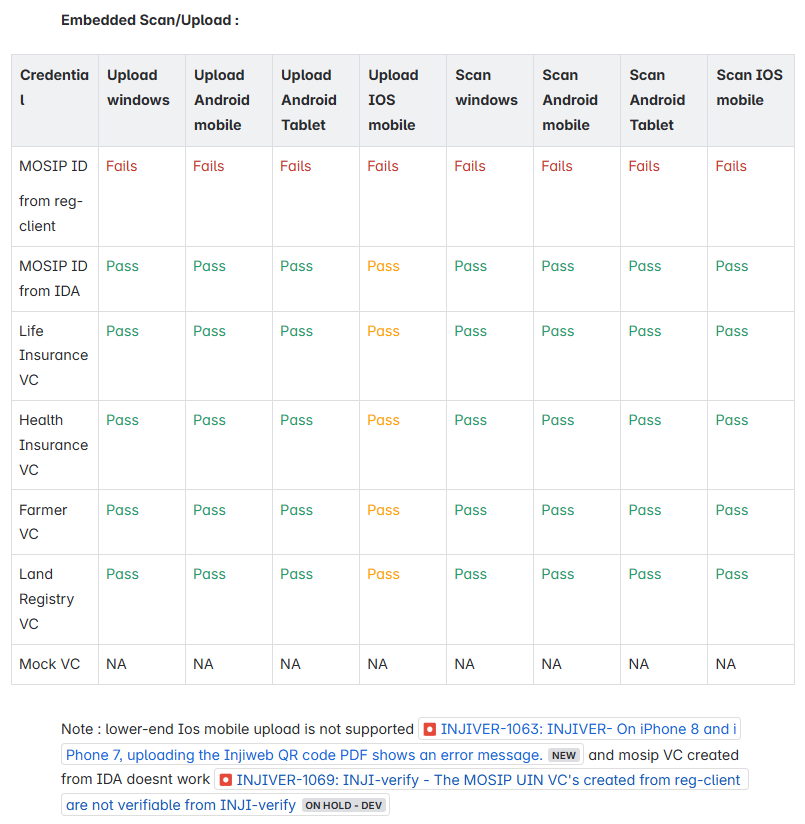 Embedded Scan/Upload :
Credentia
l
Upload
windows
Upload
Android
mobile
Upload
Android
Tablet
Upload
IOS
mobile
Scan
windows
Scan
Android
mobile
Scan
Android
Tablet
Scan IOS
mobile
MOSIP ID
from reg-
client
Fails
Fails
Fails
Fails
Fails
Fails
Fails
Fails
MOSIP ID
from IDA
Pass
Pass
Pass
Pass
Pass
Pass
Pass
Pass
Life
Insurance
VC
Pass
Pass
Pass
Pass
Pass
Pass
Pass
Pass
Health
Insurance
VC
Pass
Pass
Pass
Pass
Pass
Pass
Pass
Pass
Farmer
VC
Pass
Pass
Pass
Pass
Pass
Pass
Pass
Pass
Land
Registry
VC
Pass
Pass
Pass
Pass
Pass
Pass
Pass
Pass
Mock VC
NA
NA
NA
NA
NA
NA
NA
NA
Note : lower-end Ios mobile upload is not supported INJIVER-1063: INJIVER- On iPhone 8 and i
Phone 7, uploading the Injiweb QR code PDF shows an error message. NEW and mosip VC created
from IDA doesnt work INJIVER-1069: INJI-verify - The MOSIP UIN VC's created from reg-client
are not verifiable from INJI-verify ON HOLD - DEV